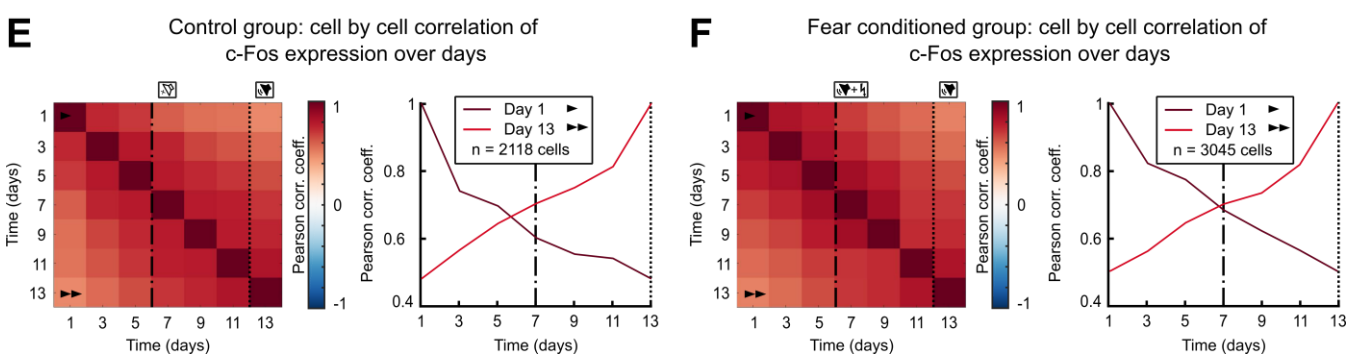 E
Control group: cell by cell correlation of
c-Fos expression over days
Time (days)
1
3
5
7
9
11
13
1 3 5 7 9 11 13
Time (days)
1
0
-1
Pearson corr. coeff.
Pearson corr. coeff.
1
0.8
0.6
0.4
Day 1
Day 13
n = 2118 cells
1 3 5 7 9 11 13
Time (days)
F
Fear conditioned group: cell by cell correlation of
c-Fos expression over days
+
1
3
5
7
9
11
13
1 3 5 7 9 11 13
Time (days)
1
0
-1
Pearson corr. coeff.
Pearson corr. coeff.
1
0.8
0.6
0.4
Day 1
Day 13
n = 3045 cells
1 3 5 7 9 11 13
Time (days)